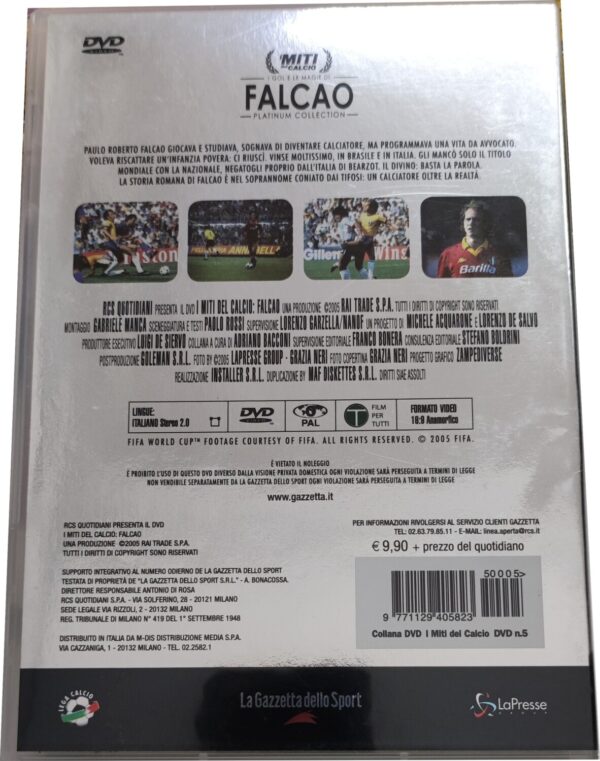 DVD
VIDEO
MITI
DEL CALCIO
I GOL E LE MAGIE DI
FALCAO
PLATINUM COLLECTION
PAULO ROBERTO FALCAO GIOCAVA E STUDIAVA, SOGNAVA DI DIVENTARE CALCIATORE, MA PROGRAMMAVA UNA VITA DA AVVOCATO.
VOLEVA RISCATTARE UN'INFANZIA POVERA: CI RIUSCÌ. VINSE MOLTISSIMO, IN BRASILE E IN ITALIA. GLI MANCÒ SOLO IL TITOLO
MONDIALE CON LA NAZIONALE, NEGATOGLI PROPRIO DALL'ITALIA DI BEARZOT. IL DIVINO: BASTA LA PAROLA.
LA STORIA ROMANA DI FALCAO È NEL SOPRANNOME CONIATO DAI TIFOSI: UN CALCIATORE OLTRE LA REALTÀ.
Winston
Gillette
Win
Barilla
RCS QUOTIDIANI PRESENTA IL DVD I MITI DEL CALCIO: FALCAO UNA PRODUZIONE ©2005 RAI TRADE S.P.A. TUTTI I DIRITTI DI COPYRIGHT SONO RISERVATI
MONTAGGIO GABRIELE MANCA SCENEGGIATURA E TESTI PAOLO ROSSI SUPERVISIONE LORENZO GARZELLA/NANOF UN PROGETTO DI MICHELE ACQUARONE E LORENZO DE SALVO
PRODUTTORE ESECUTIVO LUIGI DE SIERVO COLLANA A CURA DI ADRIANO BACCONI SUPERVISIONE EDITORIALE FRANCO BONERA CONSULENZA EDITORIALE STEFANO BOLDRINI
POSTPRODUZIONE GOLEMAN S.R.L. FOTO BY ©2005 LAPRESSE GROUP - GRAZIA NERI FOTO COPERTINA GRAZIA NERI PROGETTO GRAFICO ZAMPEDIVERSE
REALIZZAZIONE INSTALLER S.R.L. DUPLICAZIONE BY MAF DISKETTES S.R.L. DIRITTI SIAE ASSOLTI
LINGUE:
ITALIANO Stereo 2.0
DVD
VIDEO
PAL
T
FILM
PER
TUTTI
FORMATO VIDEO
16:9 Anamorfico
FIFA WORLD CUP™ FOOTAGE COURTESY OF FIFA. ALL RIGHTS RESERVED. © 2005 FIFA.
È VIETATO IL NOLEGGIO
È PROIBITO L'USO DI QUESTO DVD DIVERSO DALLA VISIONE PRIVATA DOMESTICA OGNI VIOLAZIONE SARÀ PERSEGUITA A TERMINI DI LEGGE
NON VENDIBILE SEPARATAMENTE DA LA GAZZETTA DELLO SPORT OGNI VIOLAZIONE SARÀ PERSEGUITA A TERMINI DI LEGGE
www.gazzetta.it
RCS QUOTIDIANI PRESENTA IL DVD
I MITI DEL CALCIO: FALCAO
UNA PRODUZIONE ©2005 RAI TRADE S.P.A.
TUTTI I DIRITTI DI COPYRIGHT SONO RISERVATI
PER INFORMAZIONI RIVOLGERSI AL SERVIZIO CLIENTI GAZZETTA
TEL: 02.63.79.85.11 - E-MAIL: linea.aperta@rcs.it
€ 9,90 + prezzo del quotidiano
SUPPORTO INTEGRATIVO AL NUMERO ODIERNO DE LA GAZZETTA DELLO SPORT
TESTATA DI PROPRIETÀ DE "LA GAZZETTA DELLO SPORT S.R.L." - A. BONACOSSA.
DIRETTORE RESPONSABILE ANTONIO DI ROSA
RCS QUOTIDIANI S.P.A - VIA SOLFERINO, 28 - 20121 MILANO
SEDE LEGALE VIA RIZZOLI, 2 - 20132 MILANO
REG. TRIBUNALE DI MILANO N° 419 DEL 1° SETTEMBRE 1948
DISTRIBUITO IN ITALIA DA M-DIS DISTRIBUZIONE MEDIA S.P.A.
VIA CAZZANIGA, 1 - 20132 MILANO - TEL. 02.2582.1
50005>
9 771129 405823
Collana DVD I Miti del Calcio DVD n.5
LEGA CALCIO
La Gazzetta dello Sport
LaPresse
GROUP